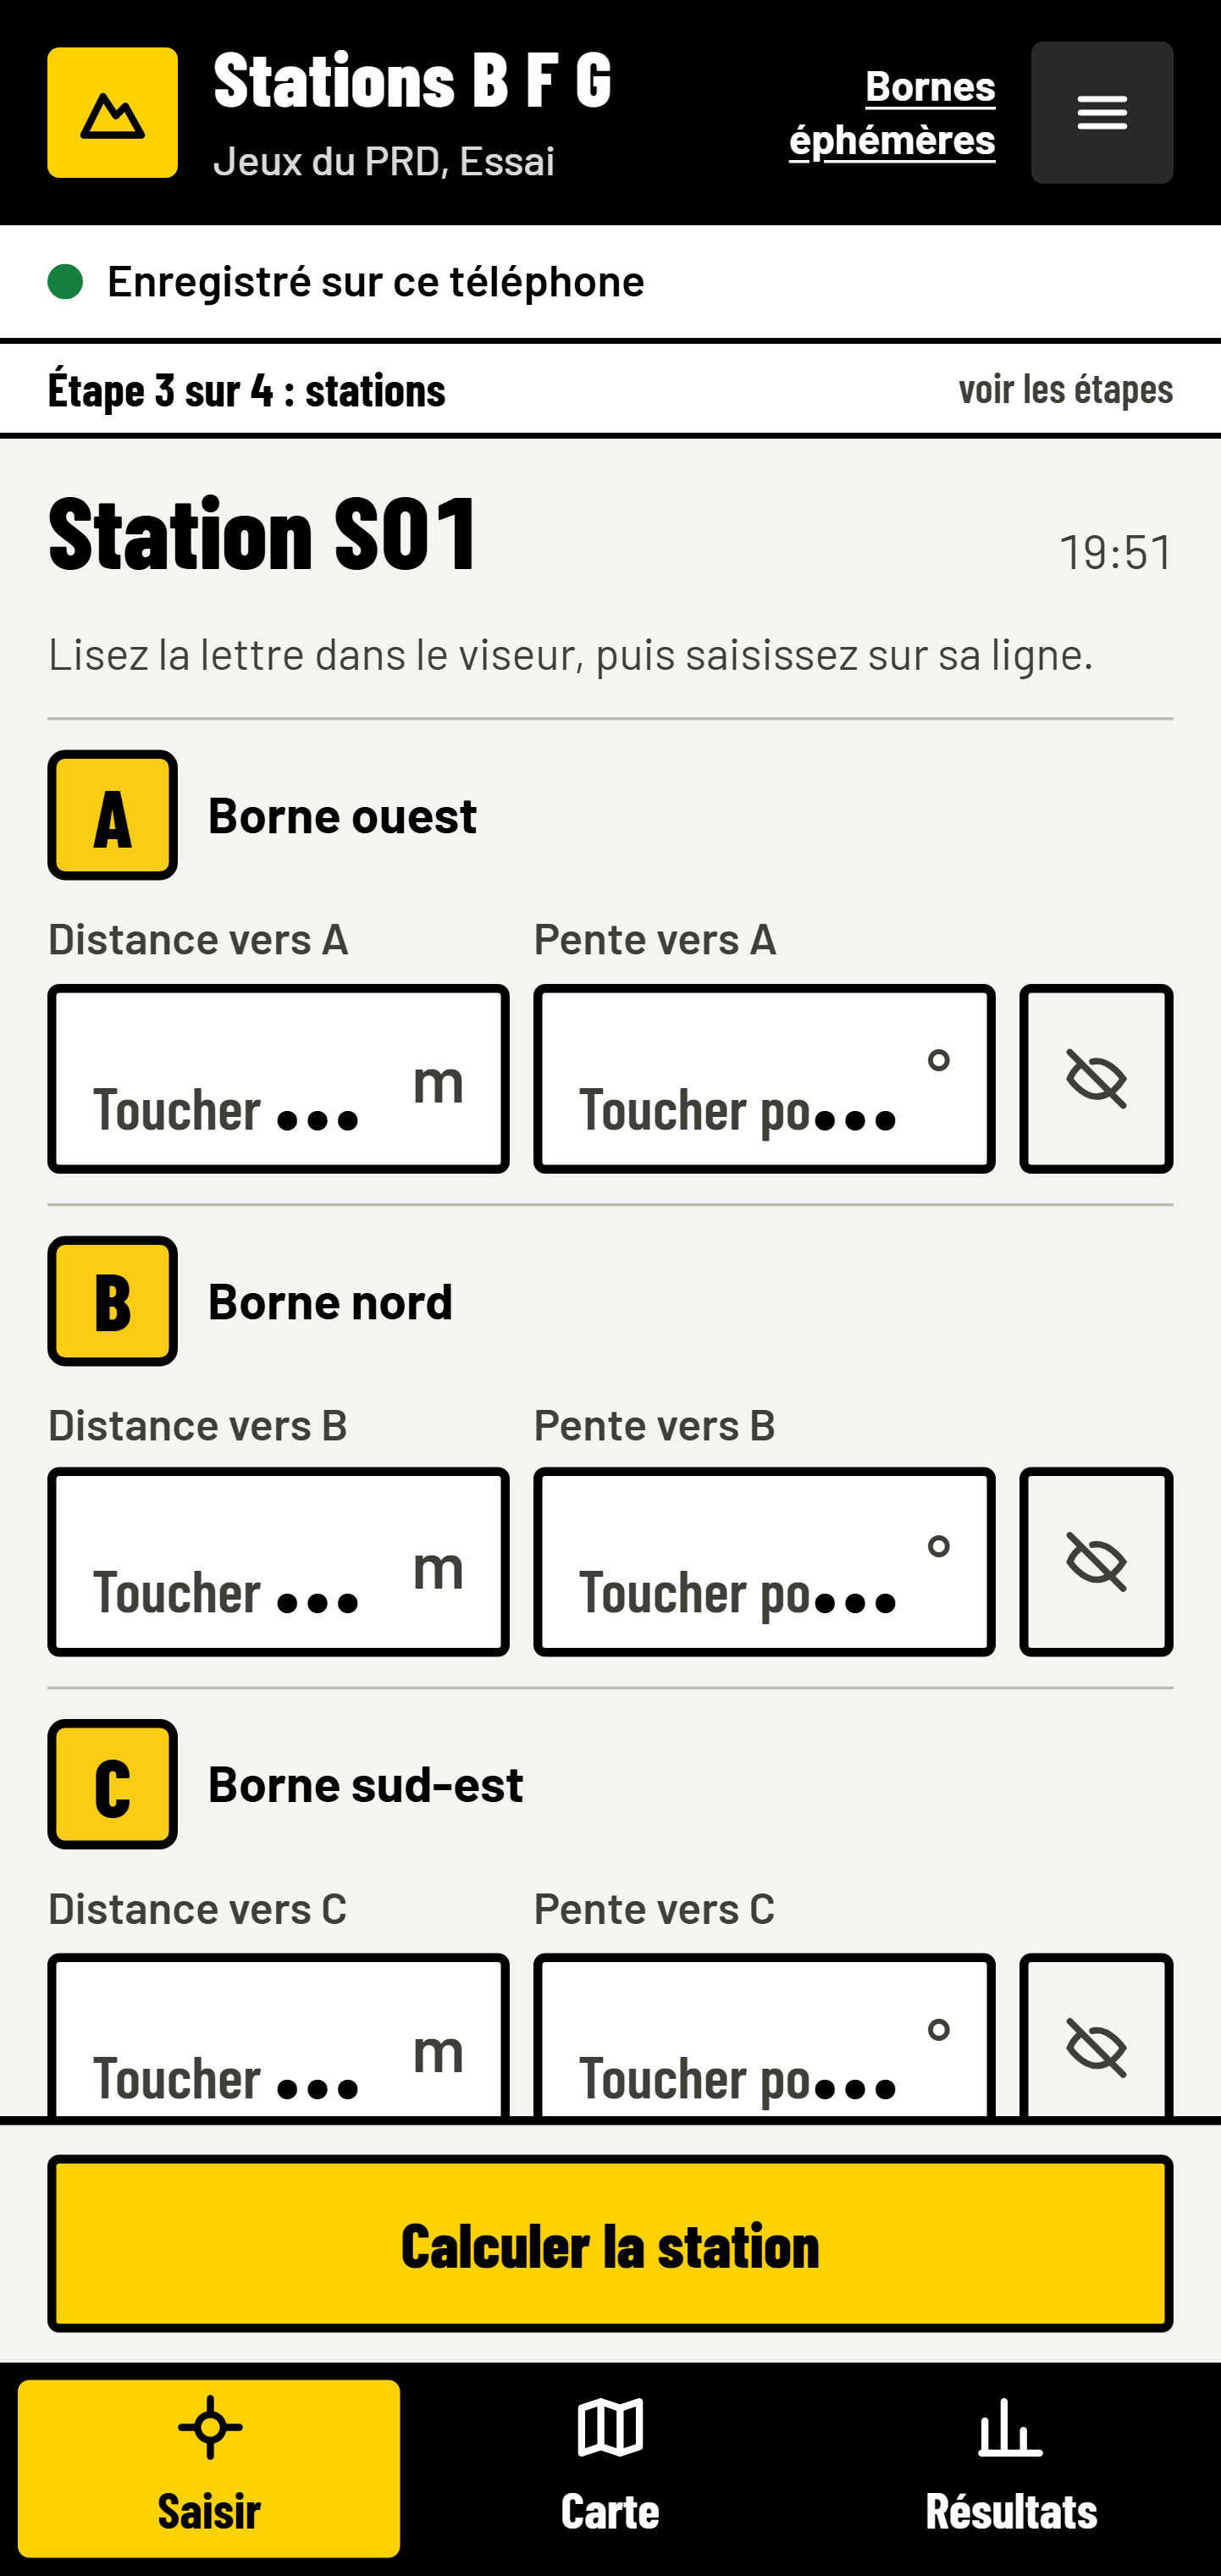 Stations B F G
Jeux du PRD, Essai
Bornes
éphémères
Enregistré sur ce téléphone
Étape 3 sur 4 : stations
voir les étapes
Station S01
19:51
Lisez la lettre dans le viseur, puis saisissez sur sa ligne.
A
Borne ouest
Distance vers A
Pente vers A
Toucher ... m
Toucher po... °
B
Borne nord
Distance vers B
Pente vers B
Toucher ... m
Toucher po... °
C
Borne sud-est
Distance vers C
Pente vers C
Toucher ... m
Toucher po... °
Calculer la station
Saisir
Carte
Résultats